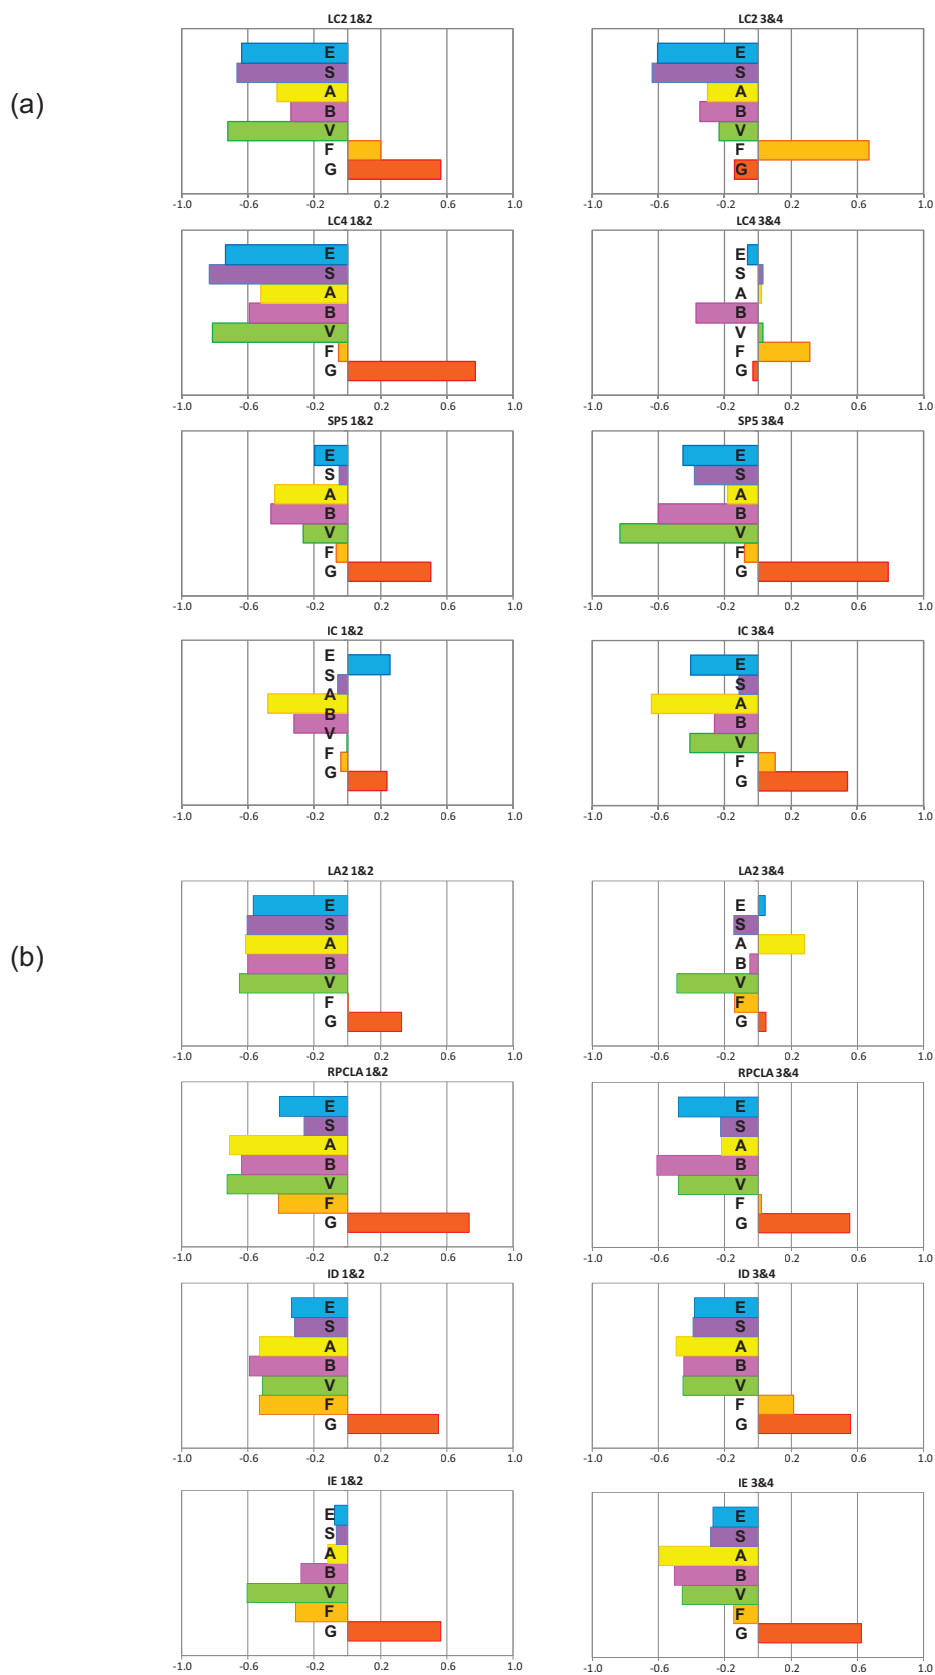 (a)
LC2 1&2
E
S
A
B
V
F
G
-1.0 -0.6 -0.2 0.2 0.6 1.0
LC2 3&4
E
S
A
B
V
F
G
-1.0 -0.6 -0.2 0.2 0.6 1.0
LC4 1&2
E
S
A
B
V
F
G
-1.0 -0.6 -0.2 0.2 0.6 1.0
LC4 3&4
E
S
A
B
V
F
G
-1.0 -0.6 -0.2 0.2 0.6 1.0
SP5 1&2
E
S
A
B
V
F
G
-1.0 -0.6 -0.2 0.2 0.6 1.0
SP5 3&4
E
S
A
B
V
F
G
-1.0 -0.6 -0.2 0.2 0.6 1.0
IC 1&2
E
S
A
B
V
F
G
-1.0 -0.6 -0.2 0.2 0.6 1.0
IC 3&4
E
S
A
B
V
F
G
-1.0 -0.6 -0.2 0.2 0.6 1.0
(b)
LA2 1&2
E
S
A
B
V
F
G
-1.0 -0.6 -0.2 0.2 0.6 1.0
LA2 3&4
E
S
A
B
V
F
G
-1.0 -0.6 -0.2 0.2 0.6 1.0
RPCLA 1&2
E
S
A
B
V
F
G
-1.0 -0.6 -0.2 0.2 0.6 1.0
RPCLA 3&4
E
S
A
B
V
F
G
-1.0 -0.6 -0.2 0.2 0.6 1.0
ID 1&2
E
S
A
B
V
F
G
-1.0 -0.6 -0.2 0.2 0.6 1.0
ID 3&4
E
S
A
B
V
F
G
-1.0 -0.6 -0.2 0.2 0.6 1.0
IE 1&2
E
S
A
B
V
F
G
-1.0 -0.6 -0.2 0.2 0.6 1.0
IE 3&4
E
S
A
B
V
F
G
-1.0 -0.6 -0.2 0.2 0.6 1.0